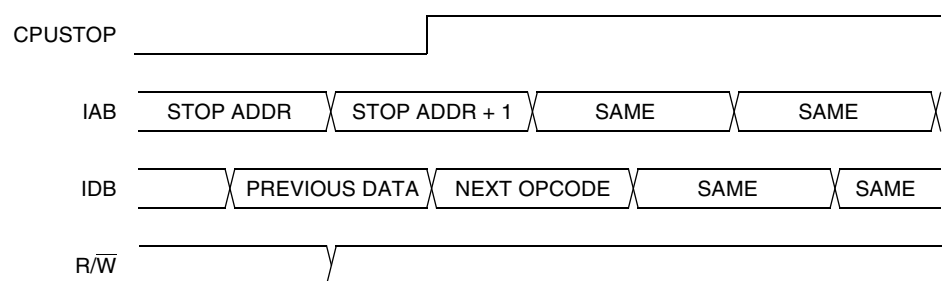 CPUSTOP
IAB STOP ADDR STOP ADDR + 1 SAME SAME
IDB PREVIOUS DATA NEXT OPCODE SAME SAME
R/W̅